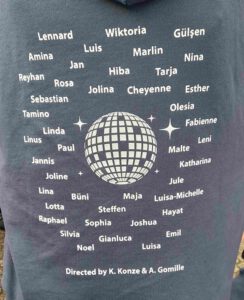 Lennard Wiktoria Gülşen
Luis Marlin
Amina Jan Hiba Tarja Nina
Reyhan Rosa Jolina Cheyenne Esther
Sebastian Olesia
Tamino Fabienne
Linda
Linus Paul Malte Leni
Jannis Katharina
Joline Jule
Lina Büni Maja Luisa-Michelle
Lotta Steffen Hayat
Raphael Sophia Joshua
Silvia Gianluca Emil
Noel Luisa
Directed by K. Konze & A. Gomille